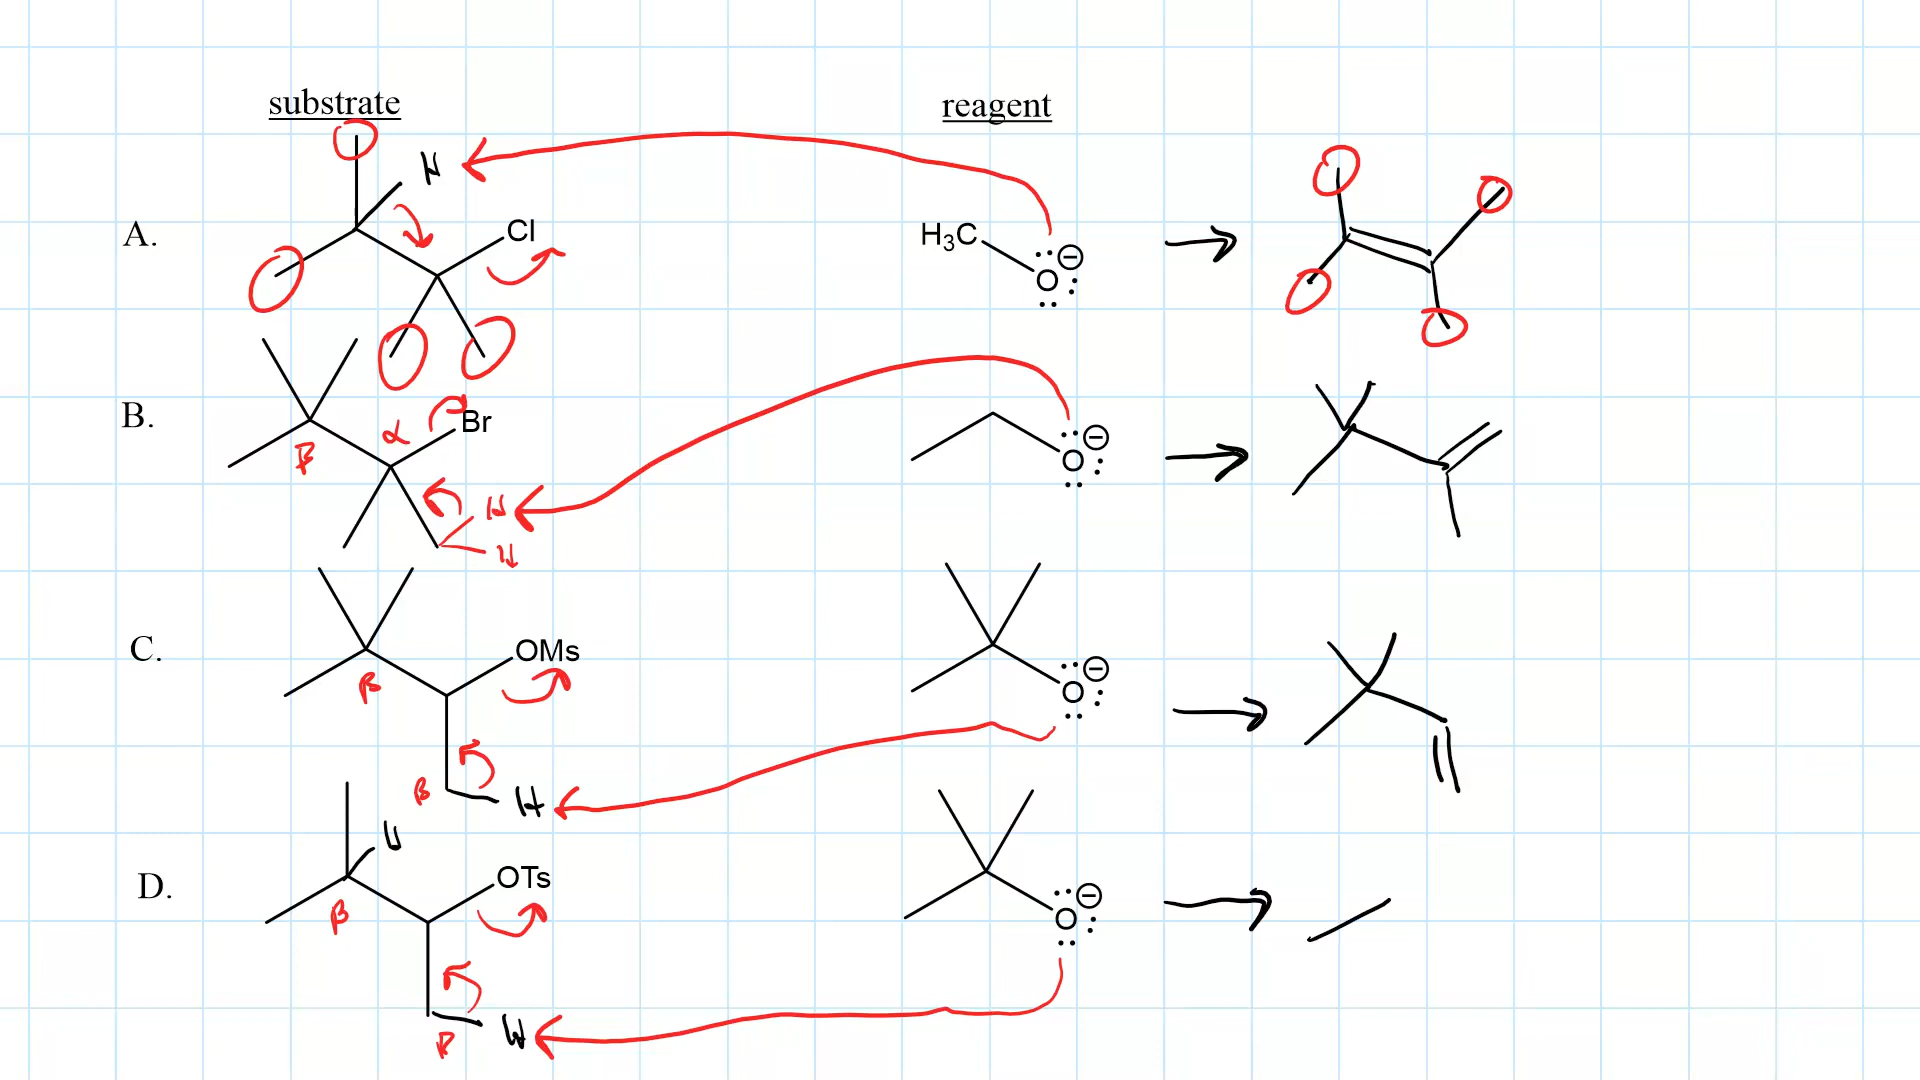 substrate reagent
H
A. Cl H₃C O ⊖
B. Br α β O ⊖
H
H
C. OMs β O ⊖
β H
H
D. OTs β O ⊖
β H